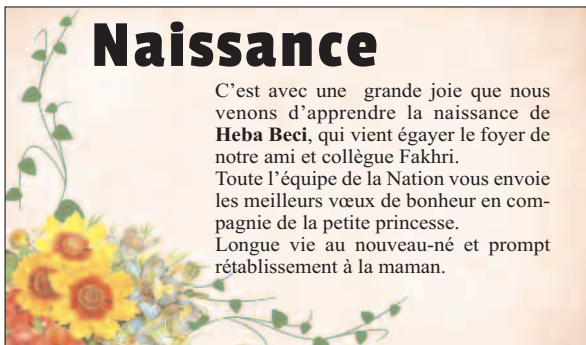 Naissance
C'est avec une grande joie que nous
venons d'apprendre la naissance de
Heba Beci, qui vient égayer le foyer de
notre ami et collègue Fakhri.
Toute l'équipe de la Nation vous envoie
les meilleurs vœux de bonheur en com-
pagnie de la petite princesse.
Longue vie au nouveau-né et prompt
rétablissement à la maman.